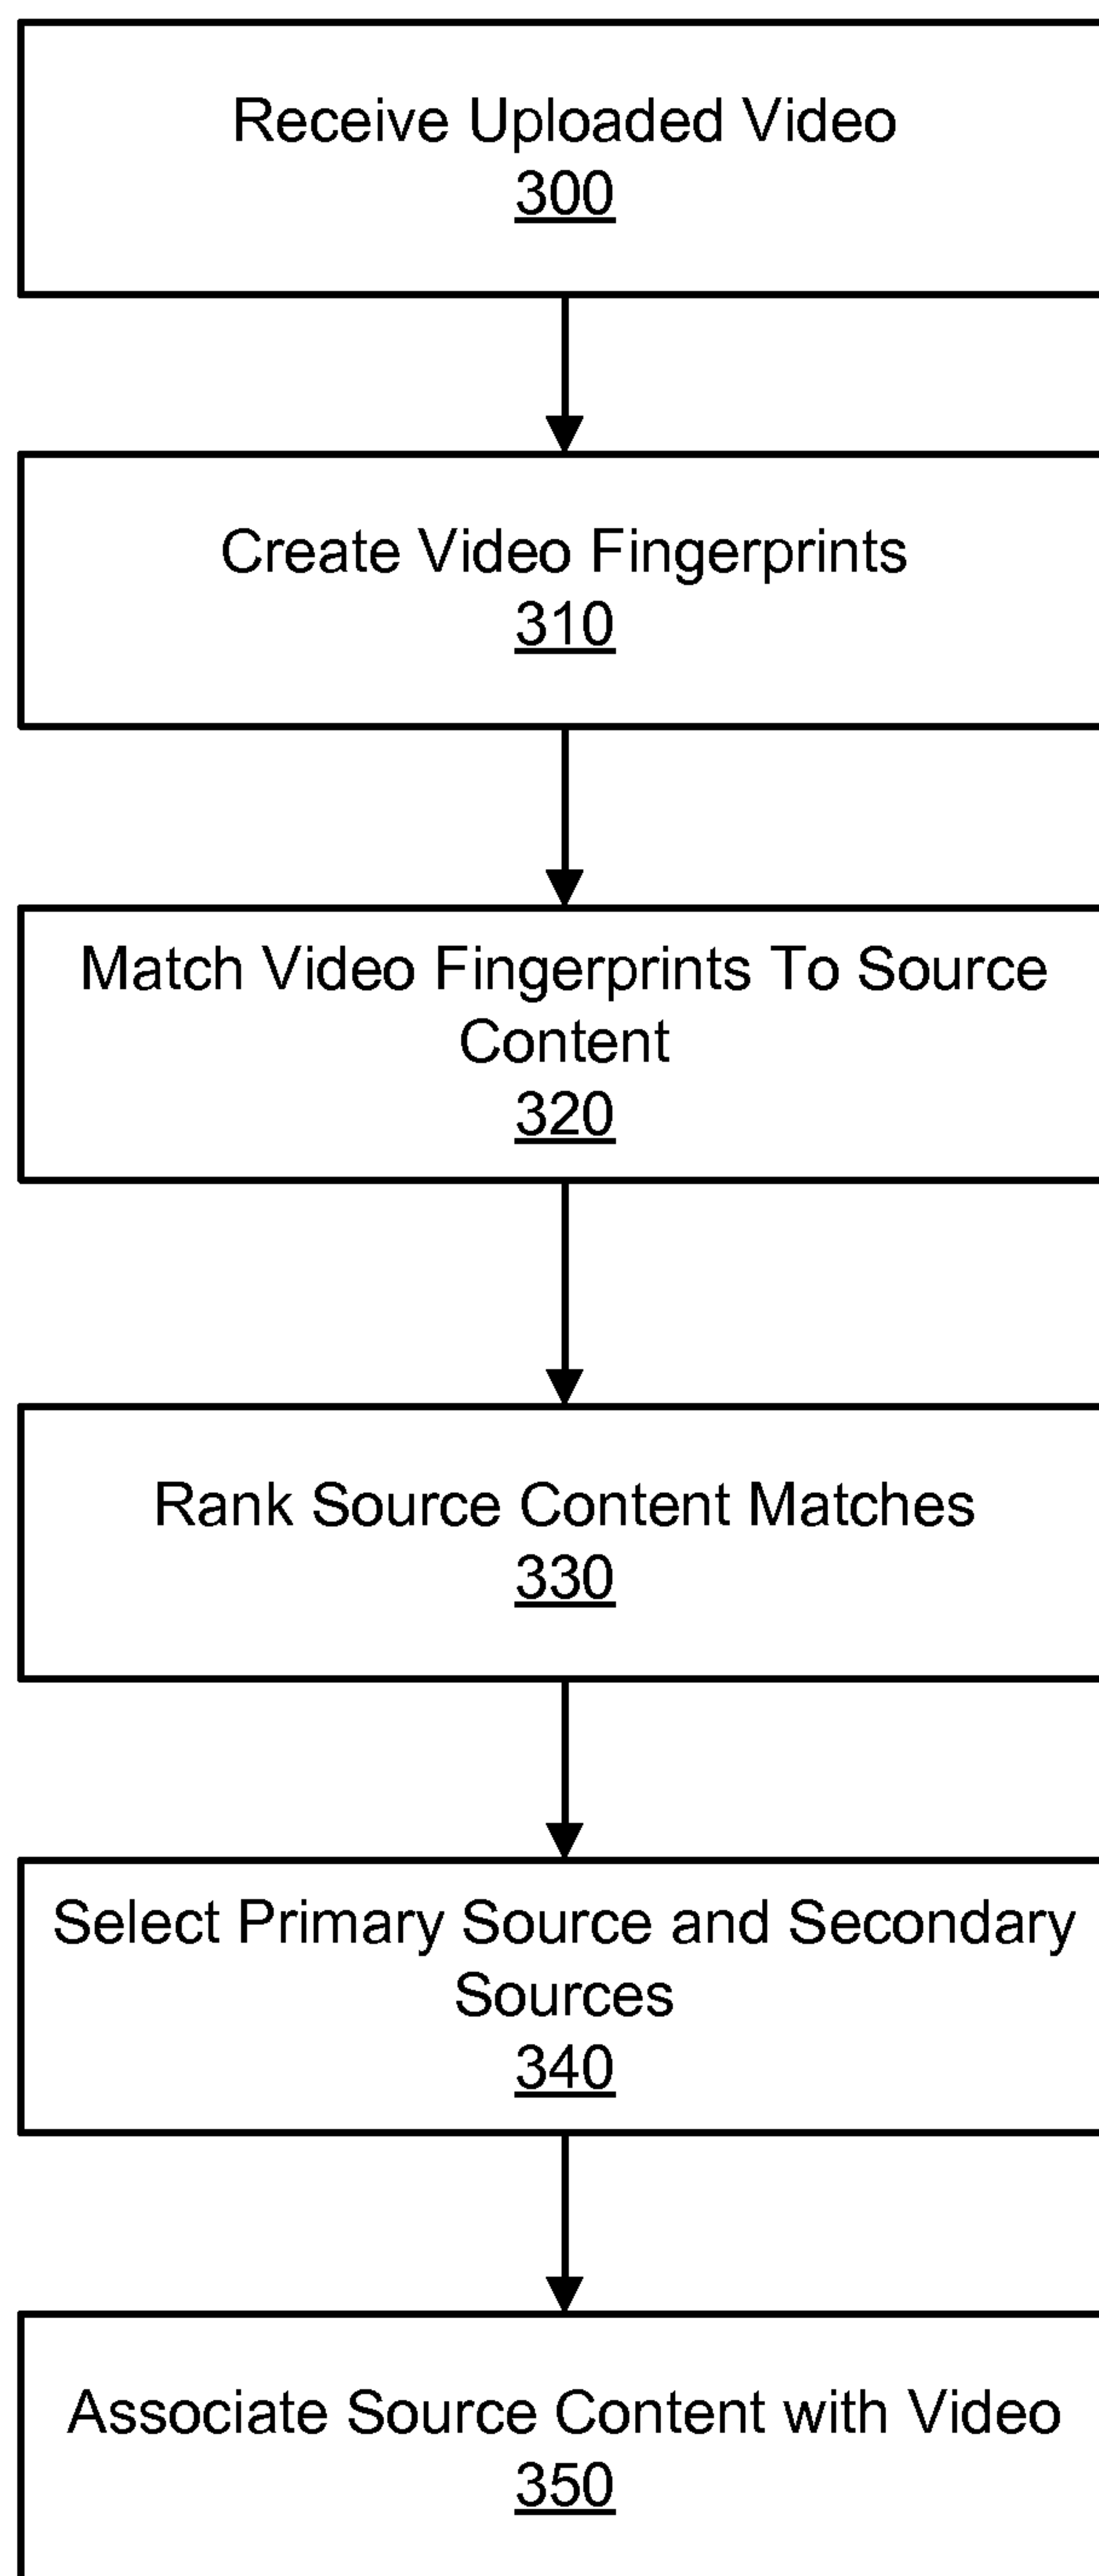 Receive Uploaded Video
300
Create Video Fingerprints
310
Match Video Fingerprints To Source
Content
320
Rank Source Content Matches
330
Select Primary Source and Secondary
Sources
340
Associate Source Content with Video
350